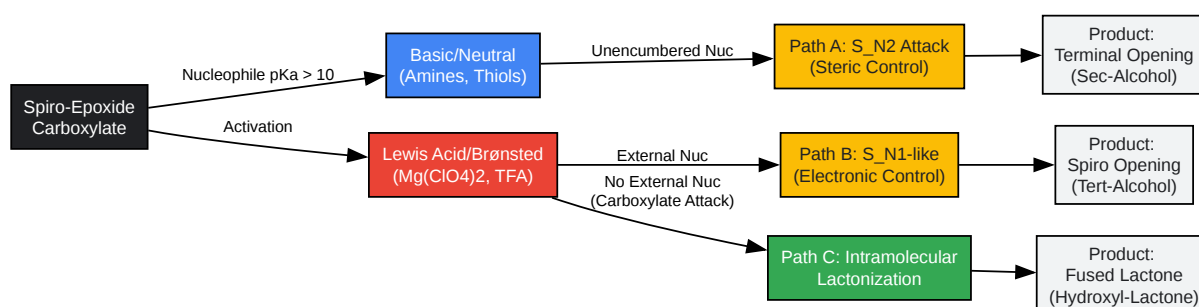 Spiro-Epoxide
Carboxylate
Nucleophile pKa > 10
Activation
Basic/Neutral
(Amines, Thiols)
Lewis Acid/Brønsted
(Mg(ClO4)2, TFA)
Unencumbered Nuc
External Nuc
No External Nuc
(Carboxylate Attack)
Path A: S_N2 Attack
(Steric Control)
Path B: S_N1-like
(Electronic Control)
Path C: Intramolecular
Lactonization
Product:
Terminal Opening
(Sec-Alcohol)
Product:
Spiro Opening
(Tert-Alcohol)
Product:
Fused Lactone
(Hydroxyl-Lactone)